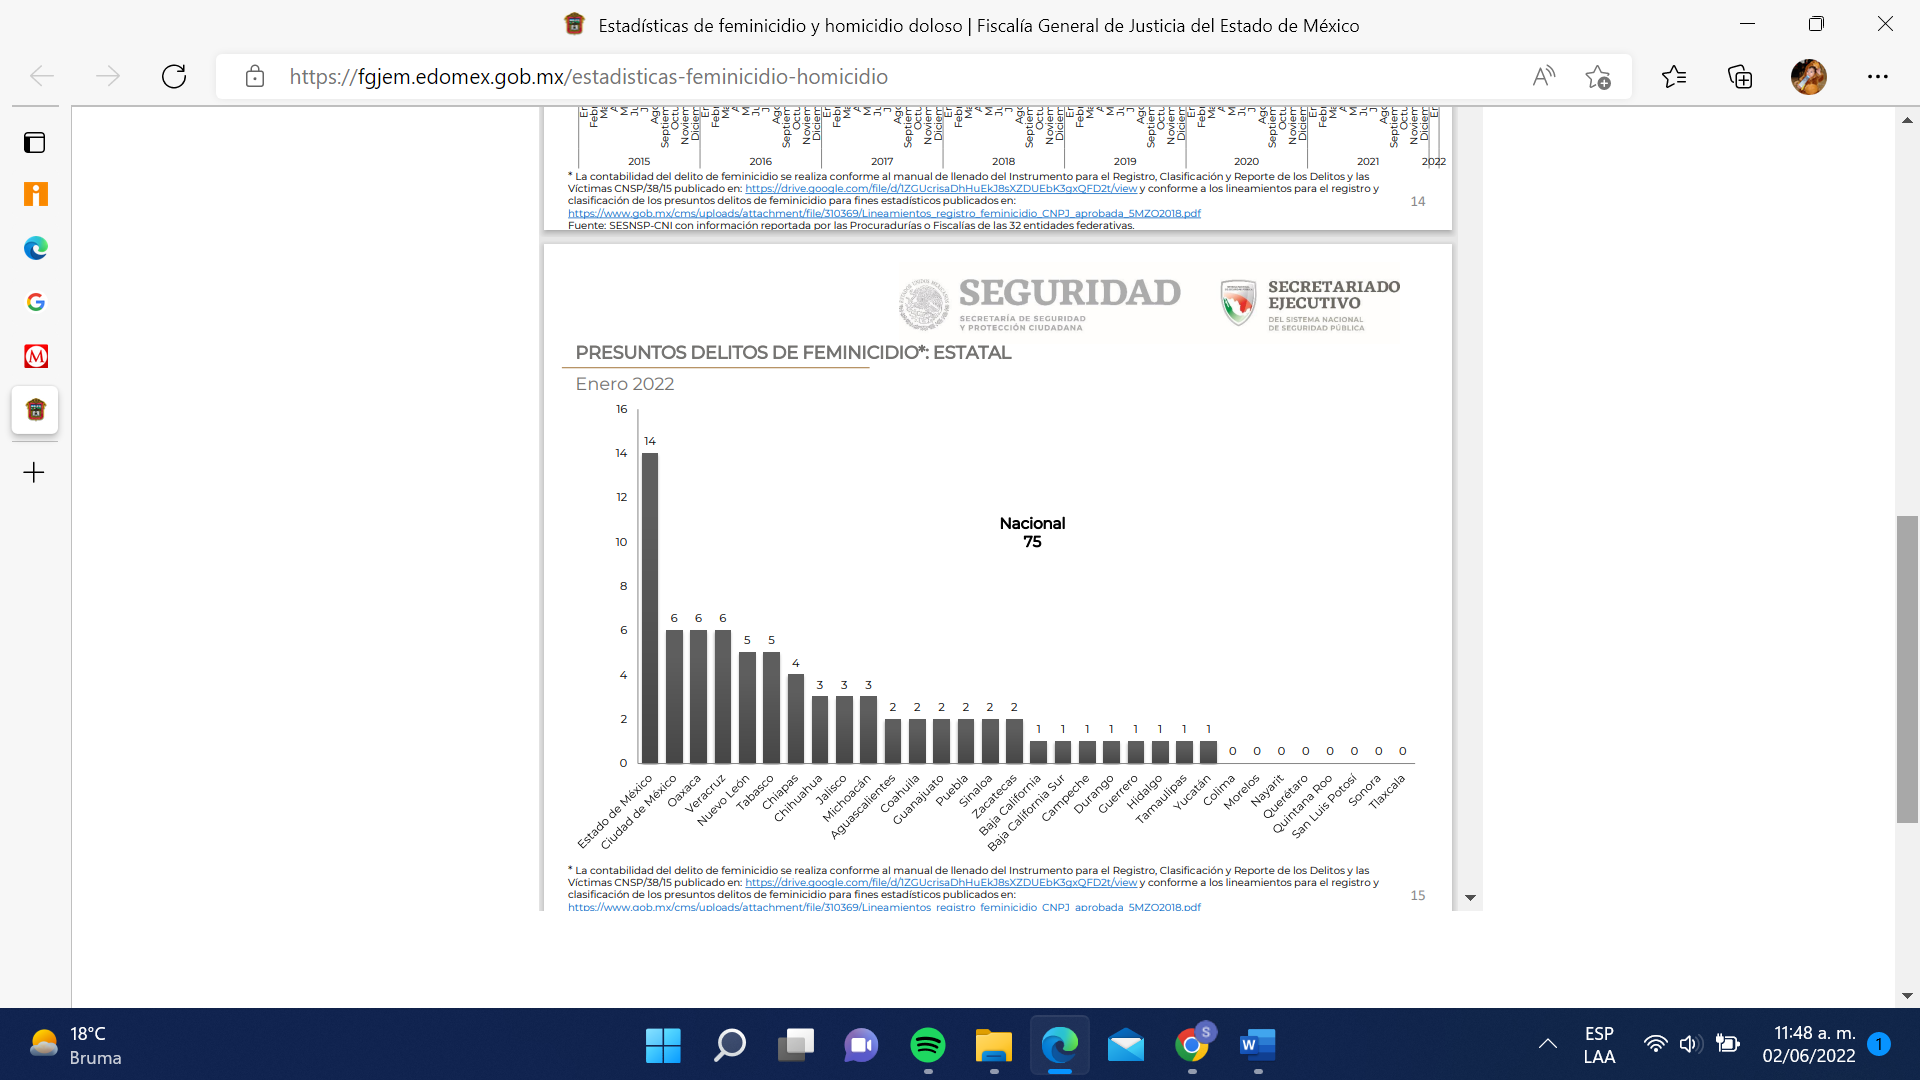 Estadísticas de feminicidio y homicidio doloso | Fiscalía General de Justicia del Estado de México
https://fgjem.edomex.gob.mx/estadisticas-feminicidio-homicidio
2015 2016 2017 2018 2019 2020 2021 2022
* La contabilidad del delito de feminicidio se realiza conforme al manual de llenado del Instrumento para el Registro, Clasificación y Reporte de los Delitos y las
Víctimas CNSP/38/15 publicado en: https://drive.google.com/file/d/1ZGUcrisaDhHuEkJ8sXZDUEbK3gxQFD2t/view y conforme a los lineamientos para el registro y
clasificación de los presuntos delitos de feminicidio para fines estadísticos publicados en:
https://www.gob.mx/cms/uploads/attachment/file/310369/Lineamientos_registro_feminicidio_CNPJ_aprobada_5MZO2018.pdf
Fuente: SESNSP-CNI con información reportada por las Procuradurías o Fiscalías de las 32 entidades federativas.
14
SEGURIDAD
SECRETARÍA DE SEGURIDAD
Y PROTECCIÓN CIUDADANA
SECRETARIADO
EJECUTIVO
DEL SISTEMA NACIONAL
DE SEGURIDAD PÚBLICA
PRESUNTOS DELITOS DE FEMINICIDIO*: ESTATAL
Enero 2022
16
14
12
10
8
6
4
2
0
14 6 6 6 5 5 4 3 3 3 2 2 2 2 2 2 1 1 1 1 1 1 1 1 0 0 0 0 0 0 0 0
Nacional
75
Estado de México
Ciudad de México
Oaxaca
Veracruz
Nuevo León
Tabasco
Chiapas
Chihuahua
Jalisco
Michoacán
Aguascalientes
Coahuila
Guanajuato
Puebla
Sinaloa
Zacatecas
Baja California
Baja California Sur
Campeche
Durango
Guerrero
Hidalgo
Tamaulipas
Yucatán
Colima
Morelos
Nayarit
Querétaro
Quintana Roo
San Luis Potosí
Sonora
Tlaxcala
* La contabilidad del delito de feminicidio se realiza conforme al manual de llenado del Instrumento para el Registro, Clasificación y Reporte de los Delitos y las
Víctimas CNSP/38/15 publicado en: https://drive.google.com/file/d/1ZGUcrisaDhHuEkJ8sXZDUEbK3gxQFD2t/view y conforme a los lineamientos para el registro y
clasificación de los presuntos delitos de feminicidio para fines estadísticos publicados en:
https://www.gob.mx/cms/uploads/attachment/file/310369/Lineamientos_registro_feminicidio_CNPJ_aprobada_5MZO2018.pdf
15
18°C
Bruma
ESP
LAA
11:48 a. m.
02/06/2022
1